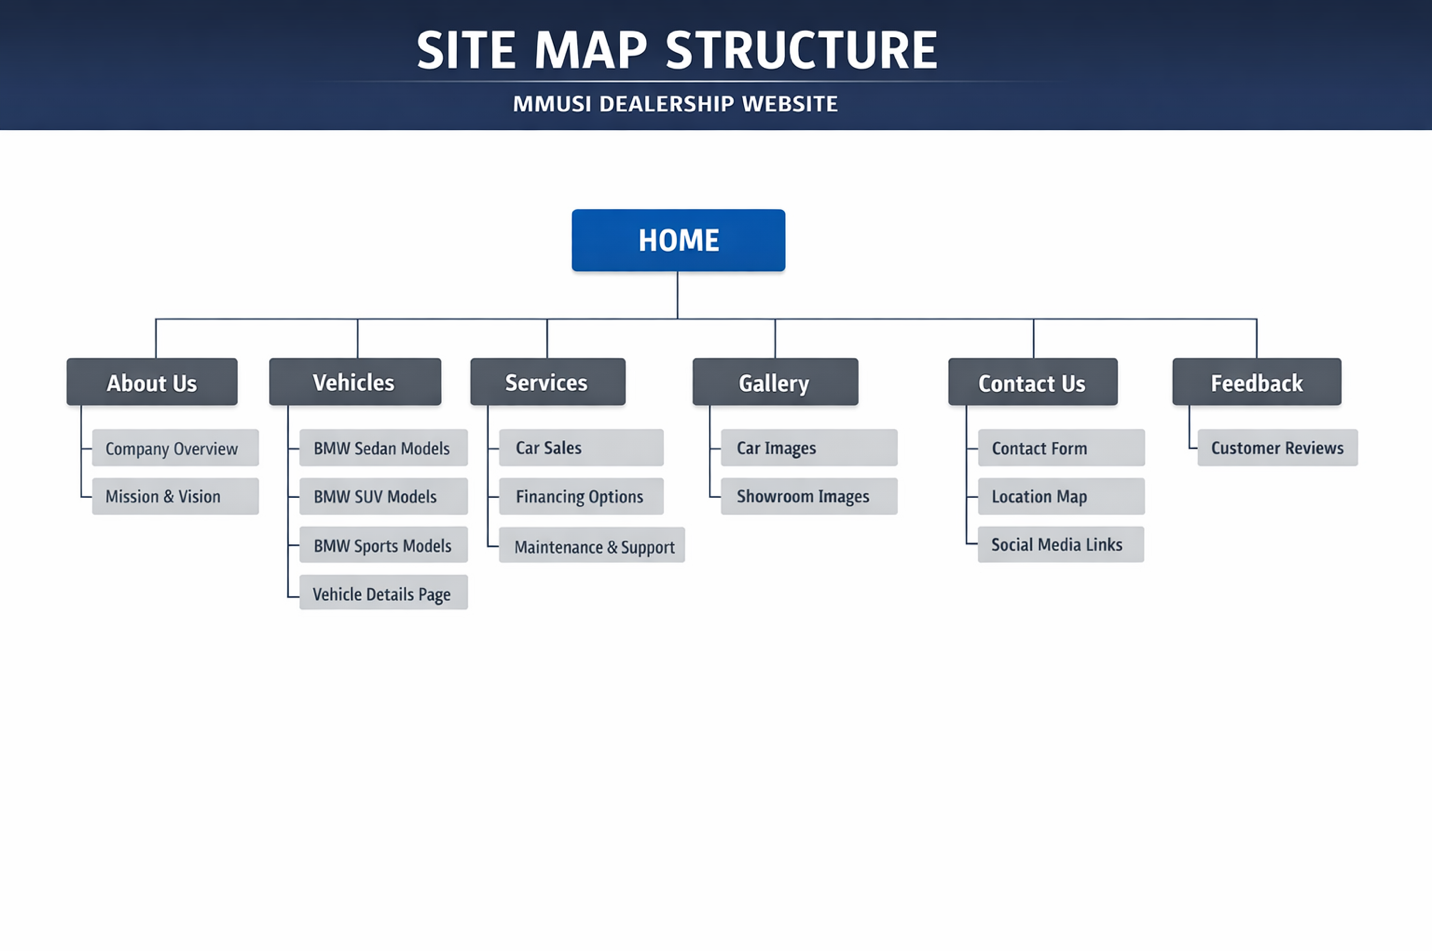 SITE MAP STRUCTURE
MMUSI DEALERSHIP WEBSITE
HOME
About Us
Company Overview
Mission & Vision
Vehicles
BMW Sedan Models
BMW SUV Models
BMW Sports Models
Vehicle Details Page
Services
Car Sales
Financing Options
Maintenance & Support
Gallery
Car Images
Showroom Images
Contact Us
Contact Form
Location Map
Social Media Links
Feedback
Customer Reviews